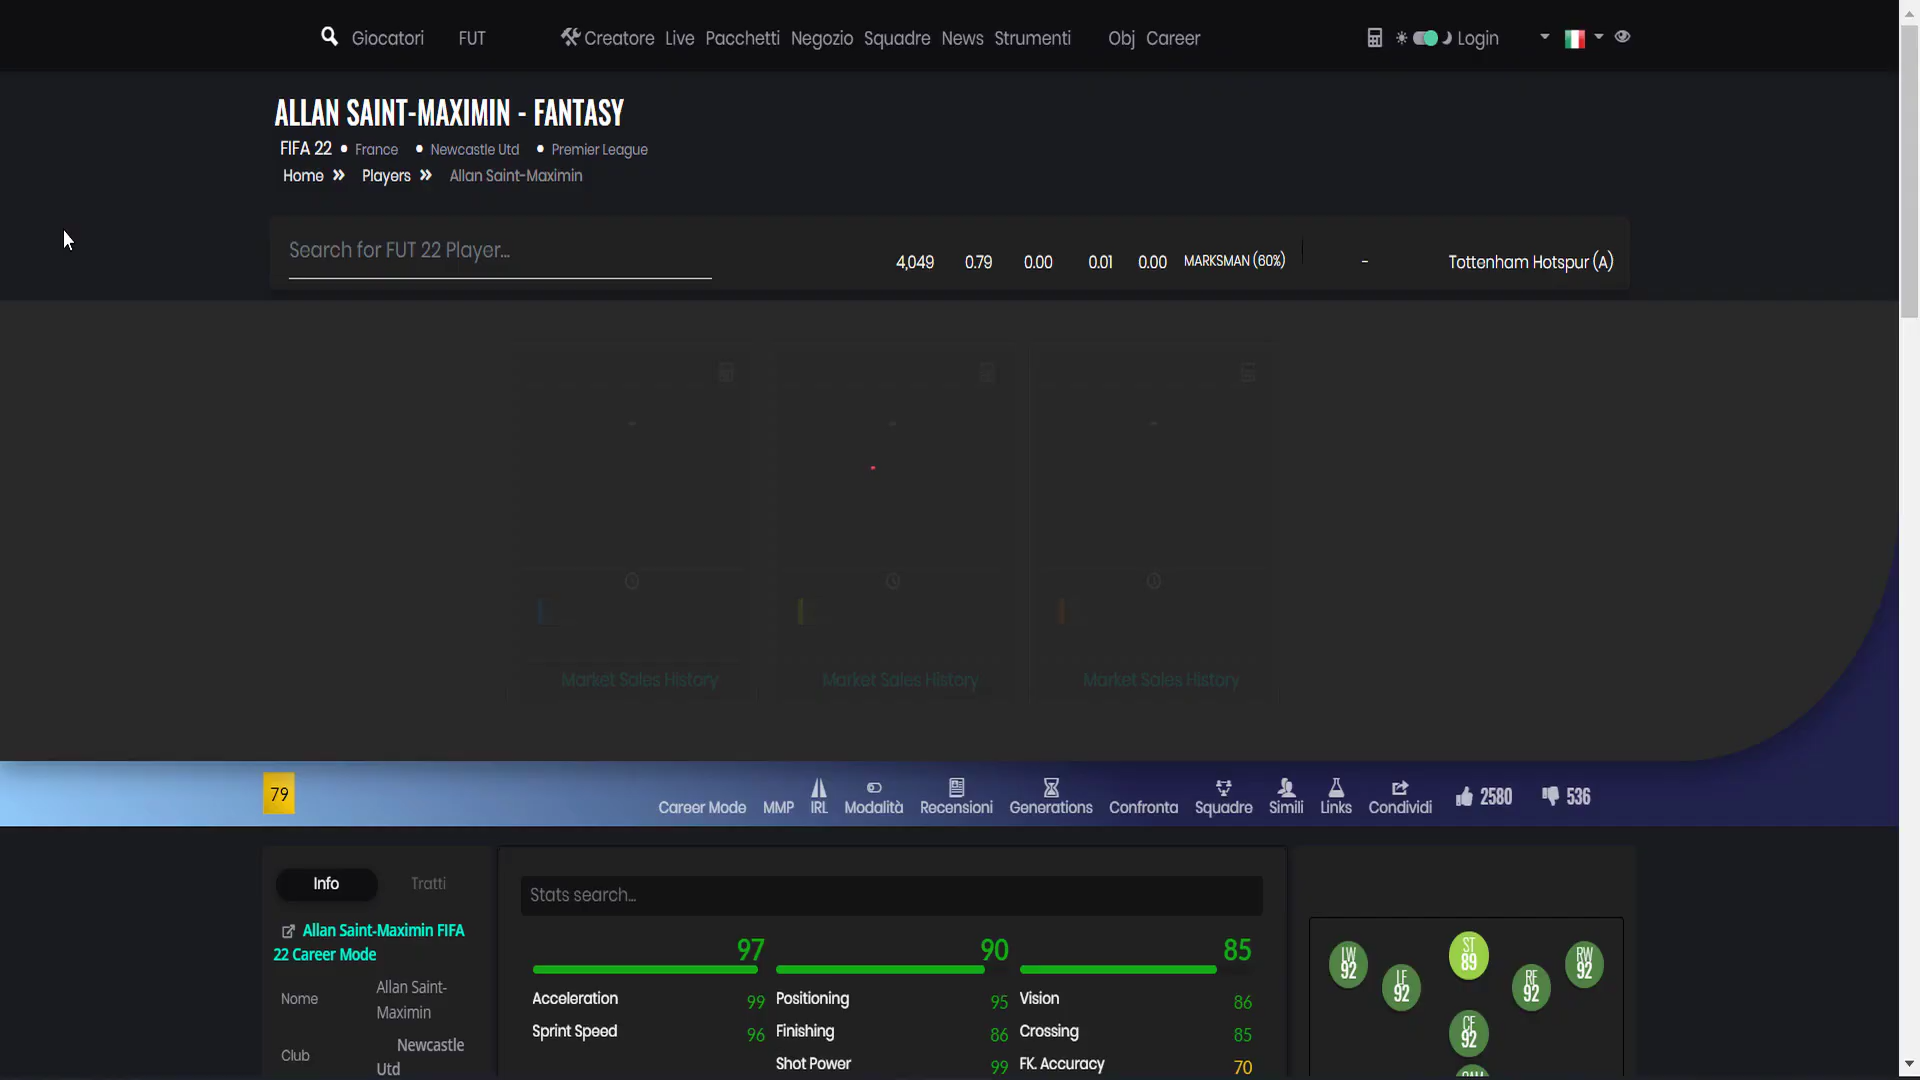 Giocatori FUT Creatore Live Pacchetti Negozio Squadre News Strumenti Obj Career Login
ALLAN SAINT-MAXIMIN - FANTASY
FIFA 22 • France • Newcastle Utd • Premier League
Home » Players » Allan Saint-Maximin
Search for FUT 22 Player... 4,049 0.79 0.00 0.01 0.00 MARKSMAN (60%) - Tottenham Hotspur (A)
Market Sales History Market Sales History Market Sales History
79 Career Mode MMP IRL Modalità Recensioni Generations Confronta Squadre Simili Links Condividi 2580 536
Info Tratti
Allan Saint-Maximin FIFA
22 Career Mode
Nome Allan Saint-
Maximin
Club Newcastle
Utd
Stats search...
97 90 85
Acceleration 99 Positioning 95 Vision 86
Sprint Speed 96 Finishing 86 Crossing 85
Shot Power 99 FK. Accuracy 70
LW
92
LF
92
ST
89
RF
92
RW
92
CF
92
CAM